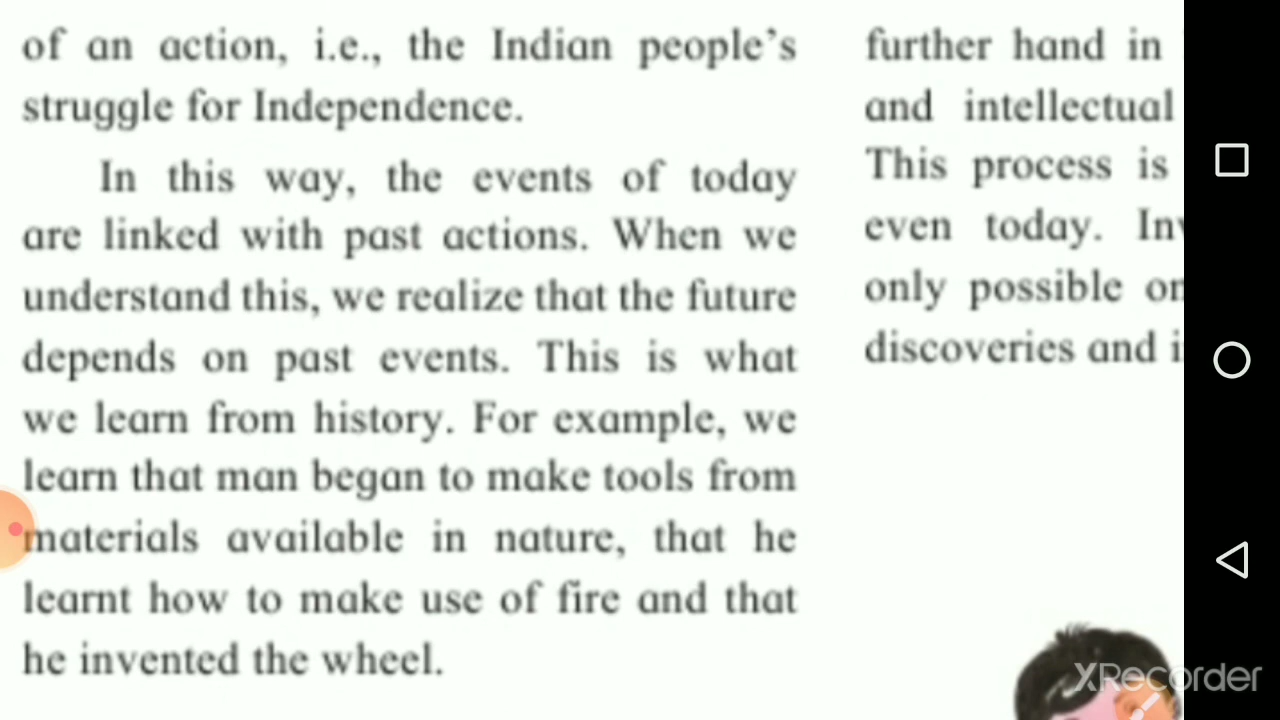 of an action, i.e., the Indian people's
struggle for Independence.
In this way, the events of today
are linked with past actions. When we
understand this, we realize that the future
depends on past events. This is what
we learn from history. For example, we
learn that man began to make tools from
materials available in nature, that he
learnt how to make use of fire and that
he invented the wheel.
further hand in
and intellectual
This process is
even today.
only possible
discoveries and
XRecorder